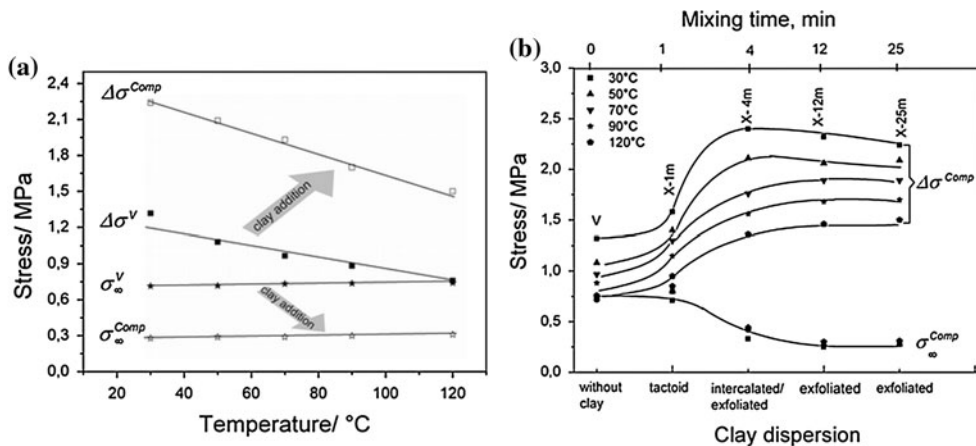 (a)
2,4
2,1
1,8
1,5
1,2
0,9
0,6
0,3
0,0
Stress/ MPa
Δσ^Comp
Δσ^V
σ∞^V
σ∞^Comp
clay addition
clay addition
20 40 60 80 100 120
Temperature/ °C
(b)
Mixing time, min
0 1 4 12 25
3,0
2,5
2,0
1,5
1,0
0,5
0,0
Stress/ MPa
30°C
50°C
70°C
90°C
120°C
V
X-1m
X-4m
X-12m
X-25m
Δσ^Comp
σ∞^Comp
without clay
tactoid
intercalated/ exfoliated
exfoliated
exfoliated
Clay dispersion